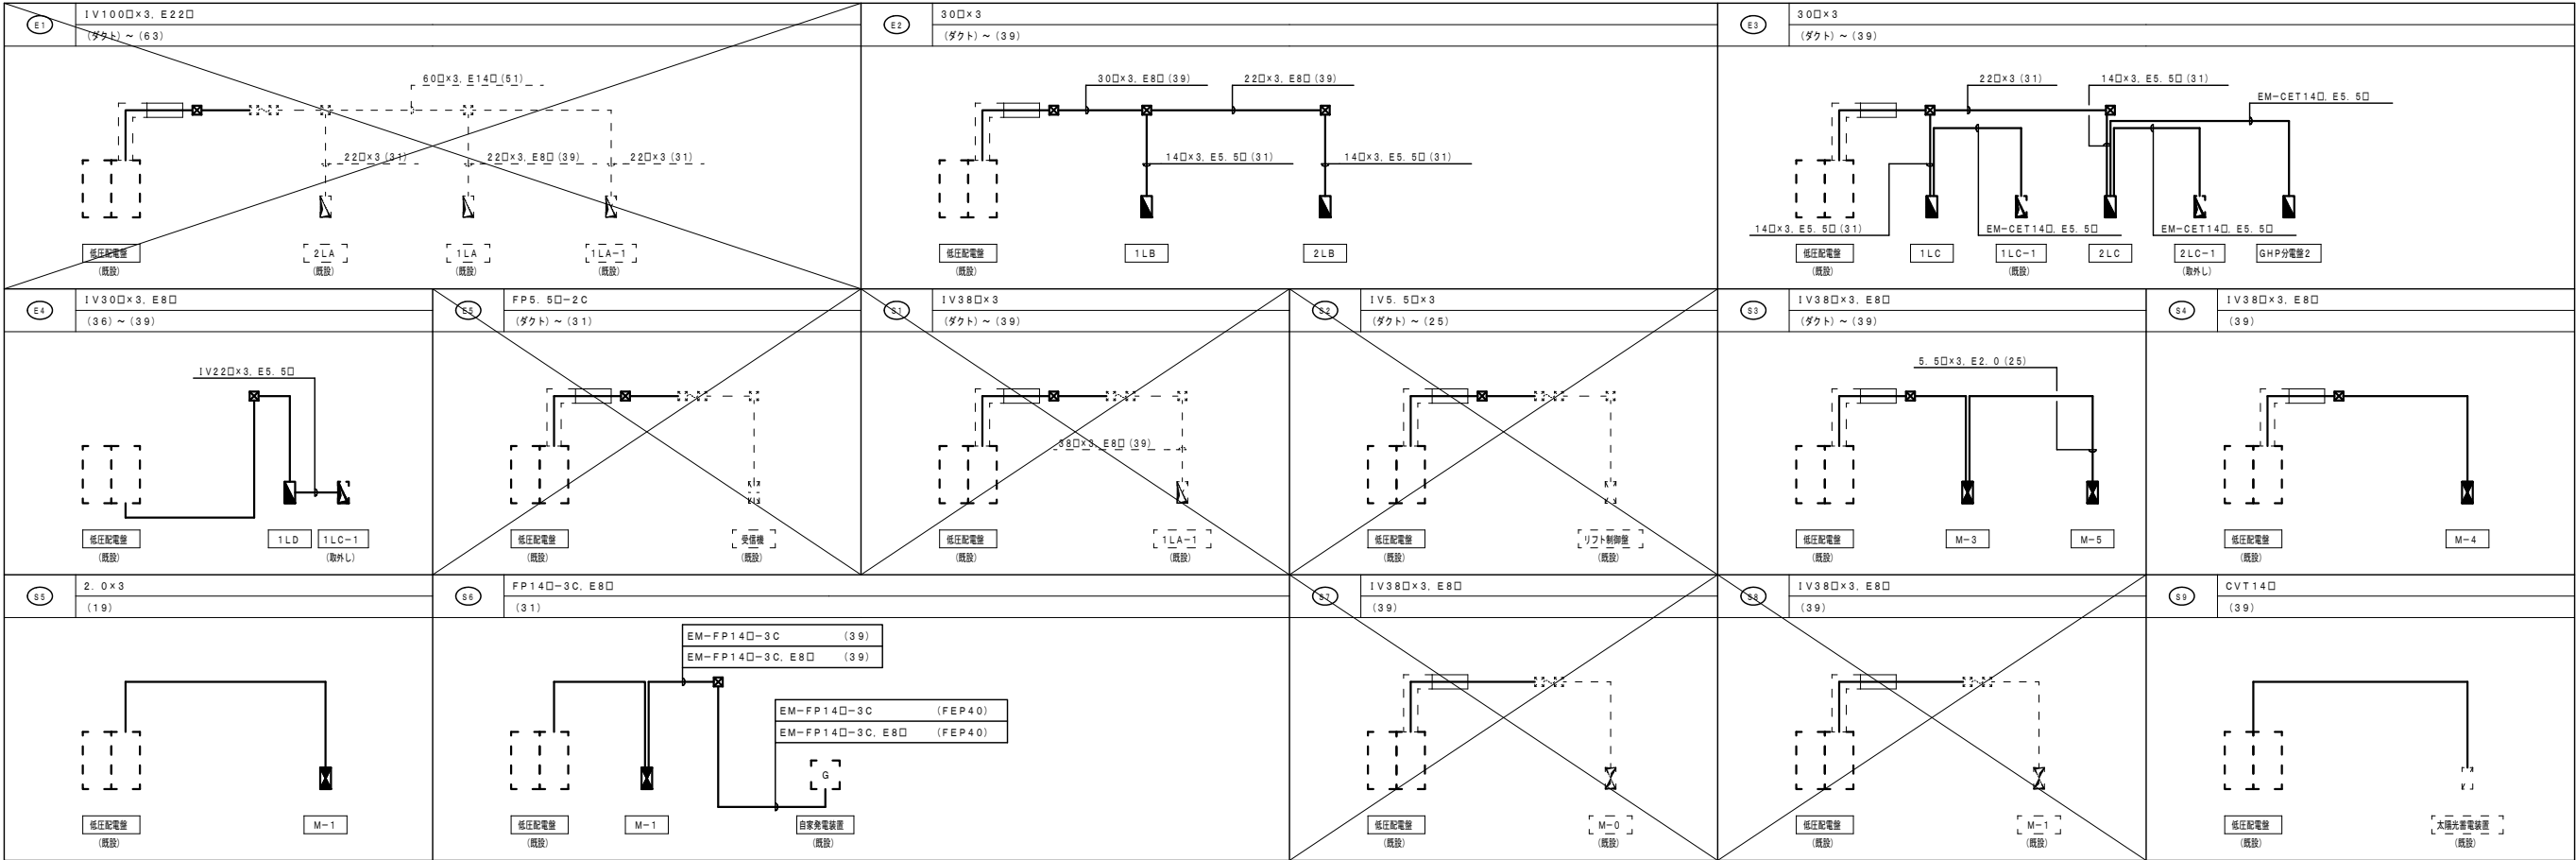 E1
IV100□×3, E22□
(ダクト) ~ (63)
60□×3, E14□ (51)
22□×3 (31)
22□×3, E8□ (39)
22□×3 (31)
低圧配電盤
(既設)
2LA
(既設)
1LA
(既設)
1LA-1
(既設)
E2
30□×3
(ダクト) ~ (39)
30□×3, E8□ (39)
22□×3, E8□ (39)
14□×3, E5.5□ (31)
14□×3, E5.5□ (31)
低圧配電盤
(既設)
1LB
2LB
E3
30□×3
(ダクト) ~ (39)
22□×3 (31)
14□×3, E5.5□ (31)
EM-CET14□, E5.5□
14□×3, E5.5□ (31)
EM-CET14□, E5.5□
EM-CET14□, E5.5□
低圧配電盤
(既設)
1LC
1LC-1
(既設)
2LC
2LC-1
(取外し)
GHP分電盤2
E4
IV30□×3, E8□
(36) ~ (39)
IV22□×3, E5.5□
低圧配電盤
(既設)
1LD
1LC-1
(取外し)
E5
FP5.5□-2C
(ダクト) ~ (31)
低圧配電盤
(既設)
受信機
(既設)
S1
IV38□×3
(ダクト) ~ (39)
38□×3, E8□ (39)
低圧配電盤
(既設)
1LA-1
(既設)
S2
IV5.5□×3
(ダクト) ~ (25)
低圧配電盤
(既設)
リフト制御盤
(既設)
S3
IV38□×3, E8□
(ダクト) ~ (39)
5.5□×3, E2.0 (25)
低圧配電盤
(既設)
M-3
M-5
S4
IV38□×3, E8□
(39)
低圧配電盤
(既設)
M-4
S5
2.0×3
(19)
低圧配電盤
(既設)
M-1
S6
FP14□-3C, E8□
(31)
EM-FP14□-3C (39)
EM-FP14□-3C, E8□ (39)
EM-FP14□-3C (FEP40)
EM-FP14□-3C, E8□ (FEP40)
G
低圧配電盤
(既設)
M-1
自家発電装置
(既設)
S7
IV38□×3, E8□
(39)
低圧配電盤
(既設)
M-0
(既設)
S8
IV38□×3, E8□
(39)
低圧配電盤
(既設)
M-1
(既設)
S9
CVT14□
(39)
低圧配電盤
(既設)
太陽光蓄電装置
(既設)